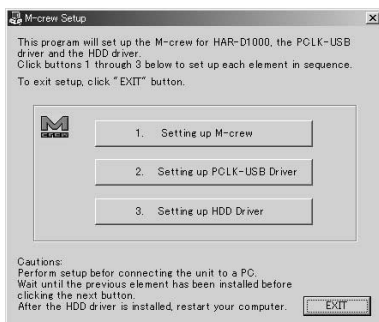 M-crew Setup
This program will set up the M-crew for HAR-D1000, the PCLK-USB
driver and the HDD driver.
Click buttons 1 through 3 below to set up each element in sequence.
To exit setup, click "EXIT" button.
M
crew
1. Setting up M-crew
2. Setting up PCLK-USB Driver
3. Setting up HDD Driver
Cautions:
Perform setup befor connecting the unit to a PC.
Wait until the previous element has been installed before
clicking the next button.
After the HDD driver is installed, restart your computer.
EXIT